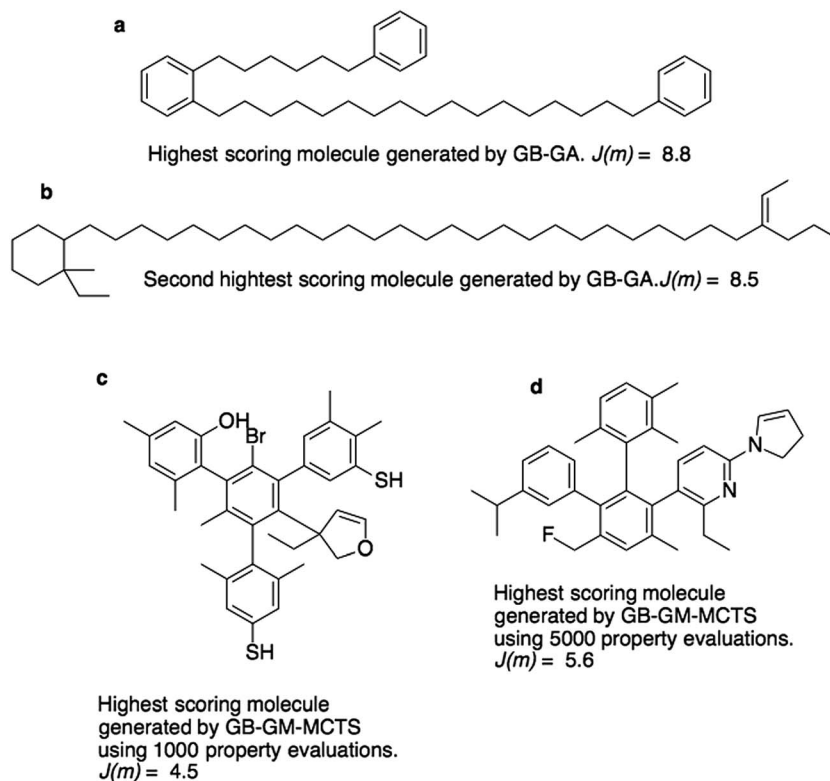 a
Highest scoring molecule generated by GB-GA. J(m) = 8.8
b
Second hightest scoring molecule generated by GB-GA.J(m) = 8.5
c
OH
Br
SH
O
SH
Highest scoring molecule
generated by GB-GM-MCTS
using 1000 property evaluations.
J(m) = 4.5
d
N
N
F
Highest scoring molecule
generated by GB-GM-MCTS
using 5000 property evaluations.
J(m) = 5.6